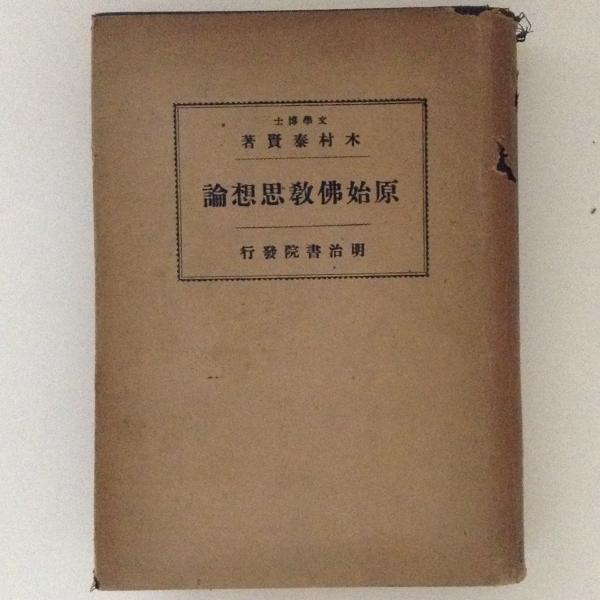 文學博士
木村泰賢著
原始佛敎思想論
明治書院發行